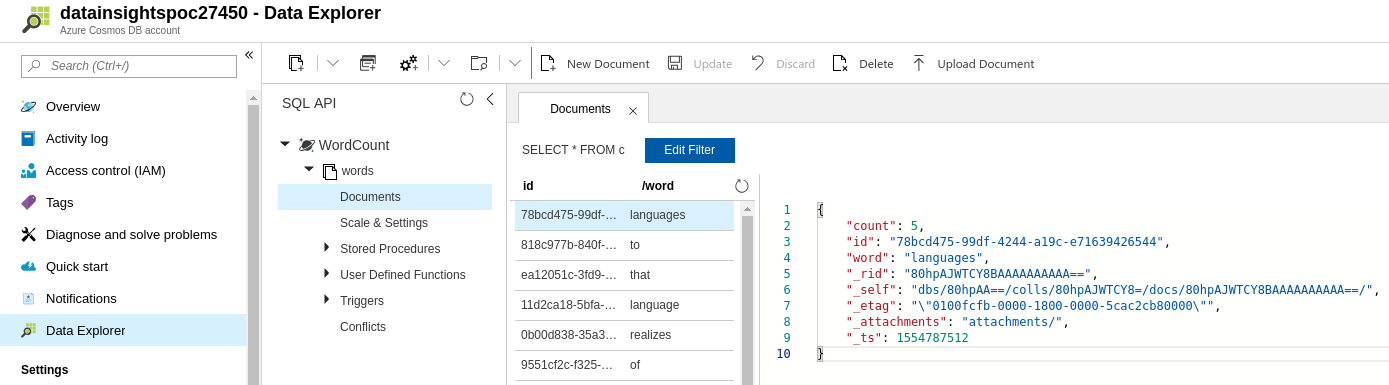 datainsightspoc27450 - Data Explorer
Azure Cosmos DB account
Search (Ctrl+/)
«
Overview
Activity log
Access control (IAM)
Tags
Diagnose and solve problems
Quick start
Notifications
Data Explorer
Settings
New Document
Update
Discard
Delete
Upload Document
SQL API
WordCount
words
Documents
Scale & Settings
Stored Procedures
User Defined Functions
Triggers
Conflicts
Documents
SELECT * FROM c
Edit Filter
id /word
78bcd475-99df-... languages
818c977b-840f-... to
ea12051c-3fd9-... that
11d2ca18-5bfa-... language
0b00d838-35a3... realizes
9551cf2c-f325-... of
1 {
2 "count": 5,
3 "id": "78bcd475-99df-4244-a19c-e71639426544",
4 "word": "languages",
5 "_rid": "80hpAJWTCY8BAAAAAAAAAA==",
6 "_self": "dbs/80hpAA==/colls/80hpAJWTCY8=/docs/80hpAJWTCY8BAAAAAAAAAA==/",
7 "_etag": "\"0100fcfb-0000-1800-0000-5cac2cb80000\"",
8 "_attachments": "attachments/",
9 "_ts": 1554787512
10 }